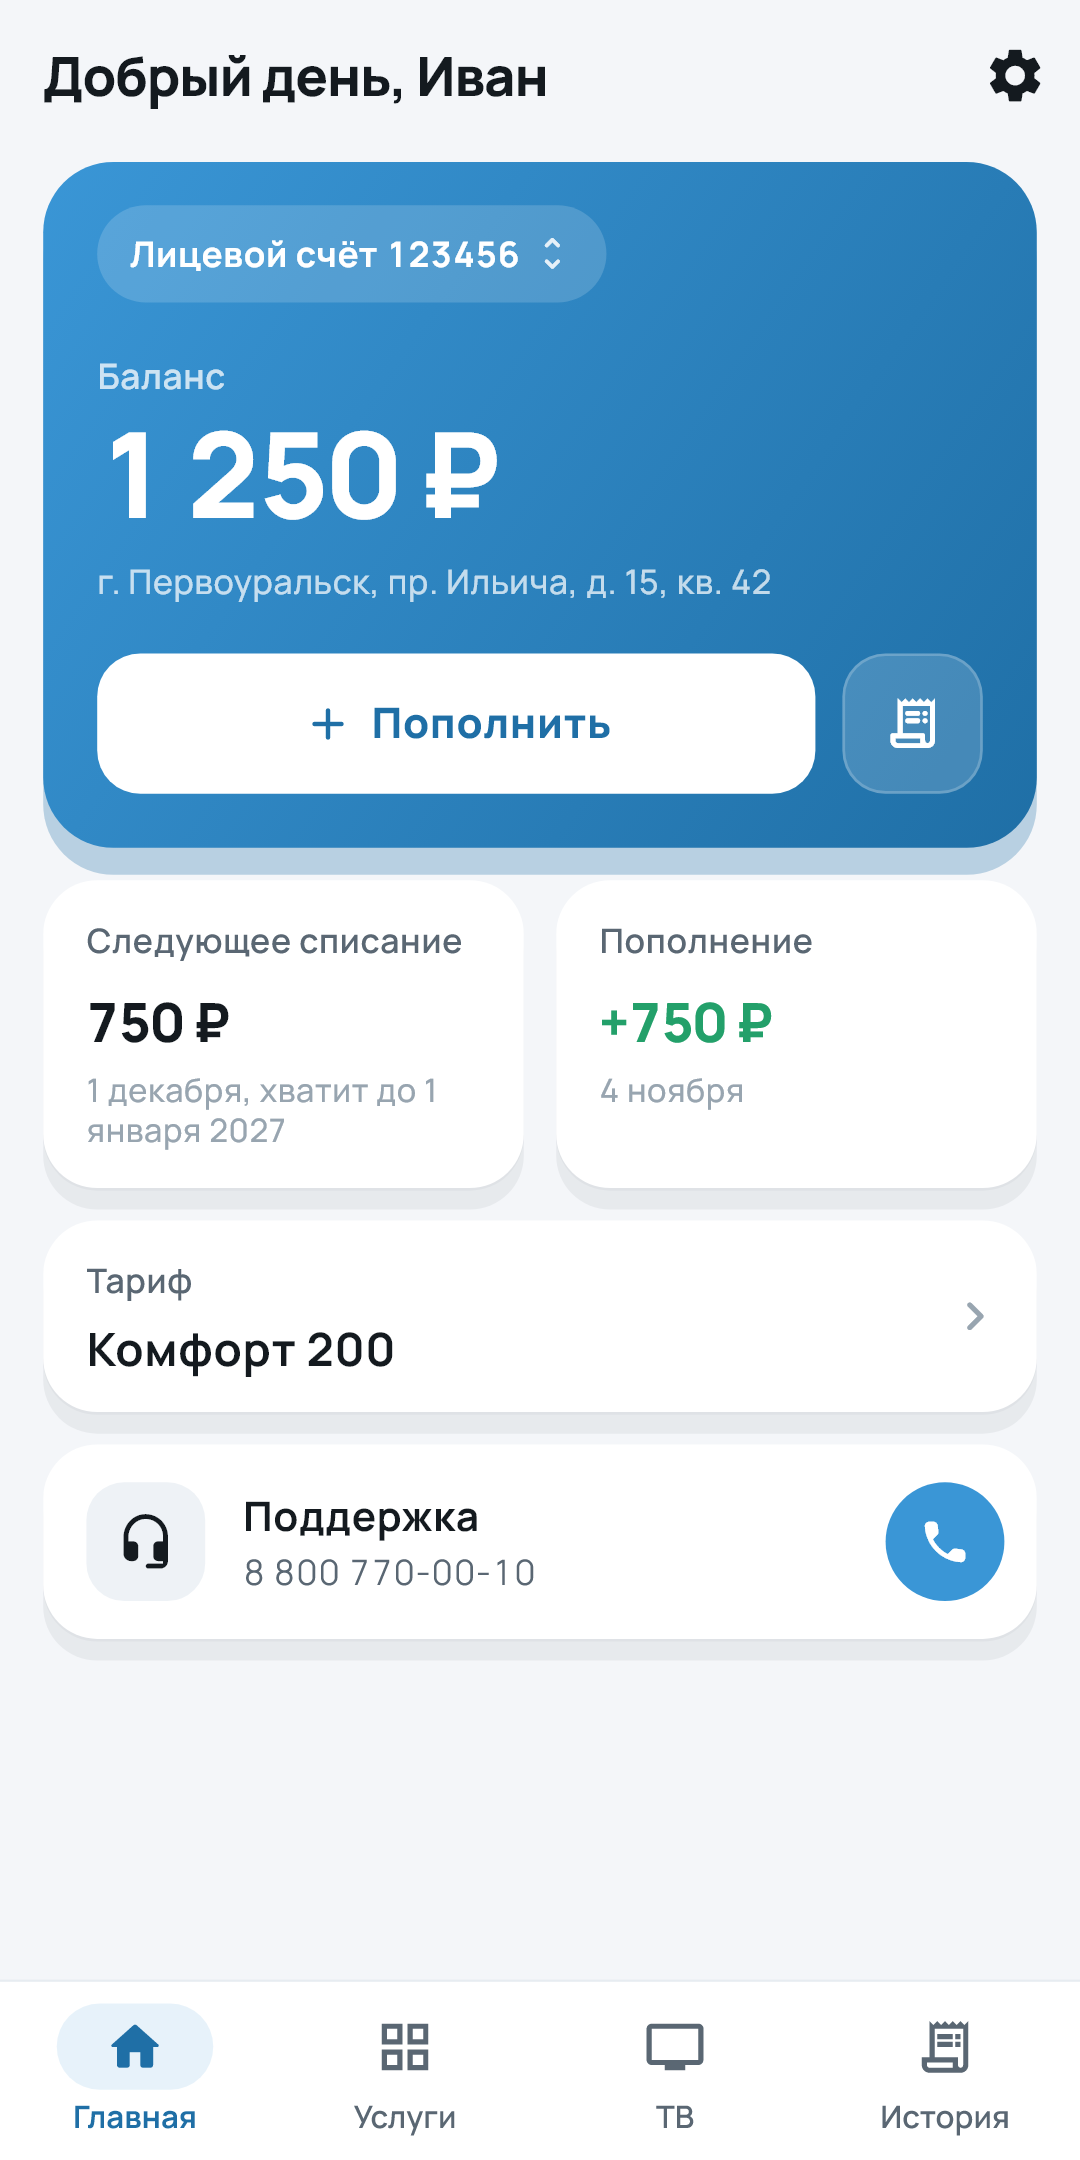 Добрый день, Иван
Лицевой счёт 123456
Баланс
1 250 ₽
г. Первоуральск, пр. Ильича, д. 15, кв. 42
Пополнить
Следующее списание
750 ₽
1 декабря, хватит до 1
января 2027
Пополнение
+750 ₽
4 ноября
Тариф
Комфорт 200
Поддержка
8 800 770-00-10
Главная
Услуги
ТВ
История